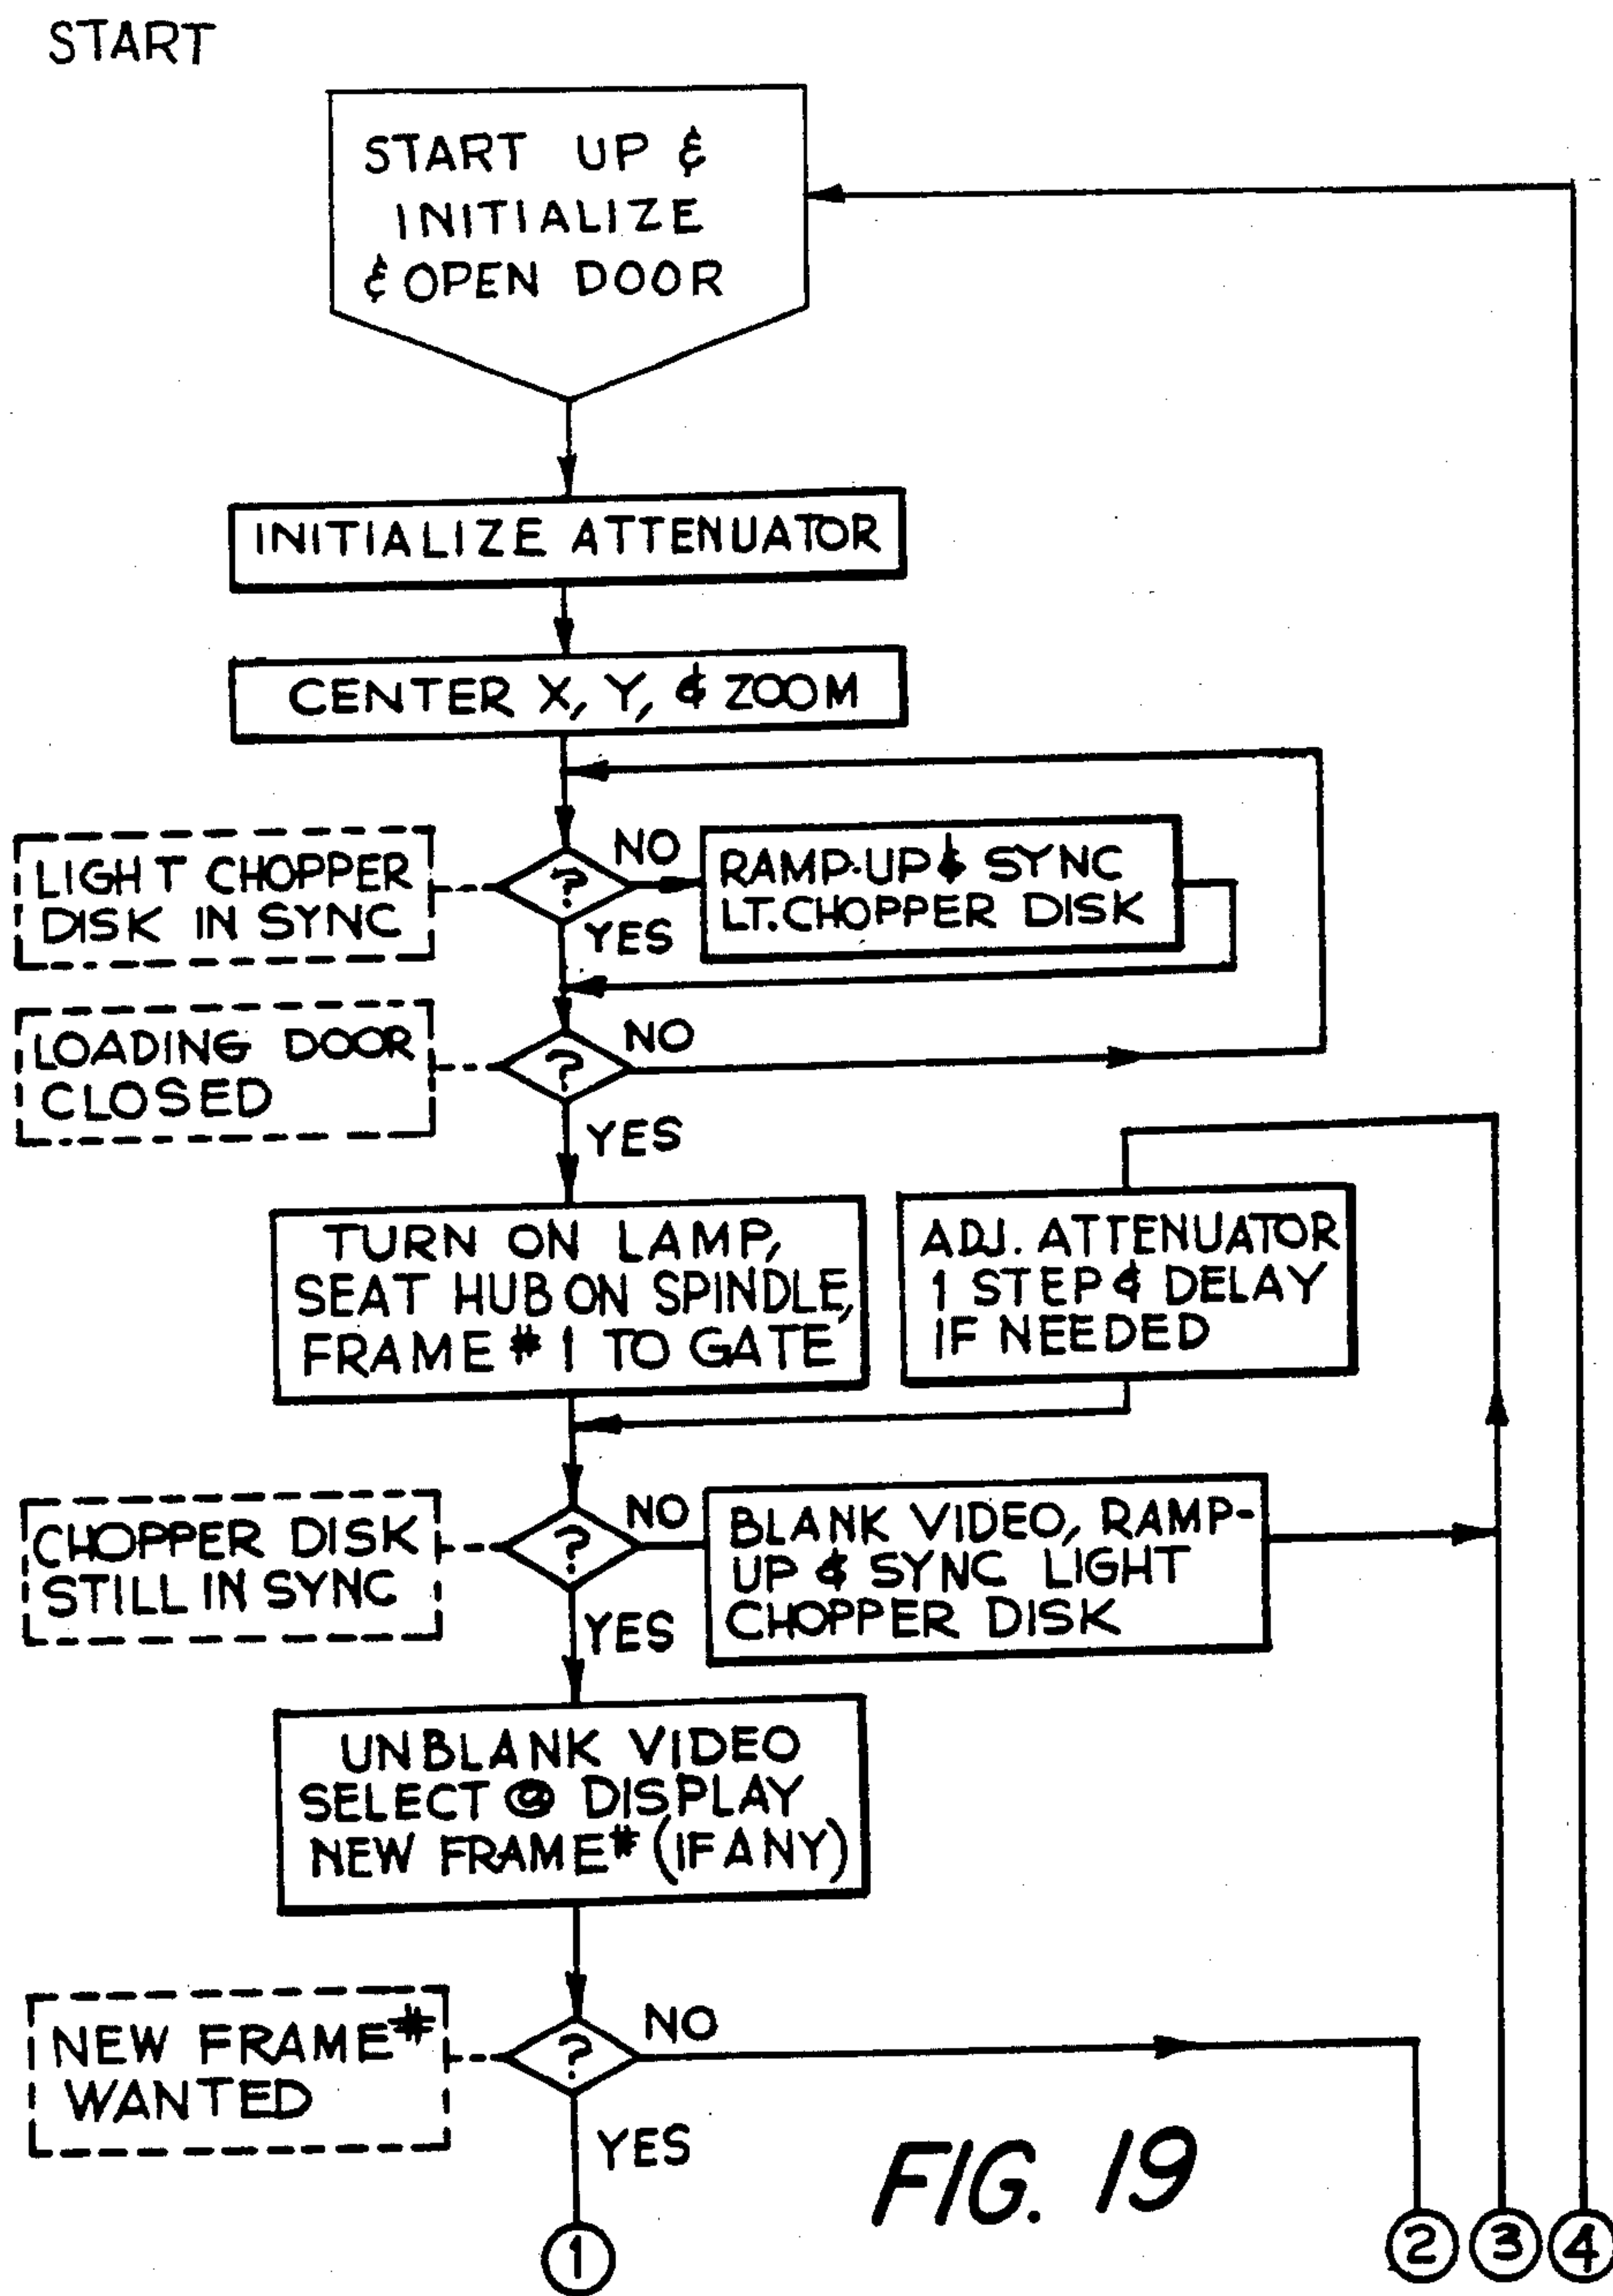 START
START UP &
INITIALIZE
& OPEN DOOR
INITIALIZE ATTENUATOR
CENTER X, Y, & ZOOM
LIGHT CHOPPER
DISK IN SYNC
?
NO
YES
RAMP-UP & SYNC
LT. CHOPPER DISK
LOADING DOOR
CLOSED
?
NO
YES
TURN ON LAMP,
SEAT HUB ON SPINDLE,
FRAME # 1 TO GATE
ADJ. ATTENUATOR
1 STEP & DELAY
IF NEEDED
CHOPPER DISK
STILL IN SYNC
?
NO
YES
BLANK VIDEO, RAMP-
UP & SYNC LIGHT
CHOPPER DISK
UNBLANK VIDEO
SELECT @ DISPLAY
NEW FRAME # (IF ANY)
NEW FRAME #
WANTED
?
NO
YES
FIG. 19
1
2
3
4